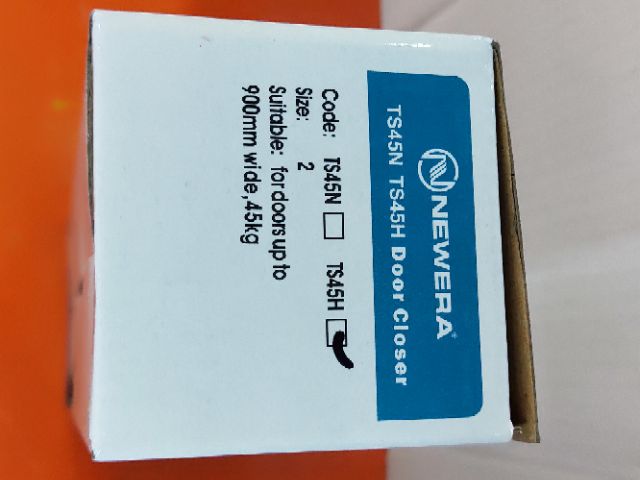 NEWERA
TS45N TS45H Door Closer
Code: TS45N TS45H
Size: 2
Suitable: for doors up to
900mm wide,45kg